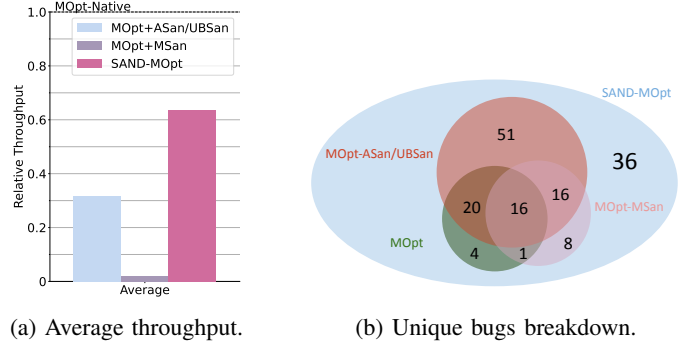 MOpt-Native
1.0
MOpt+ASan/UBSan
MOpt+MSan
SAND-MOpt
0.8
0.6
0.4
0.2
0
Relative Throughput
Average
(a) Average throughput.
SAND-MOpt
51
MOpt-ASan/UBSan
36
16
20
16
MOpt-MSan
MOpt
8
4
1
(b) Unique bugs breakdown.